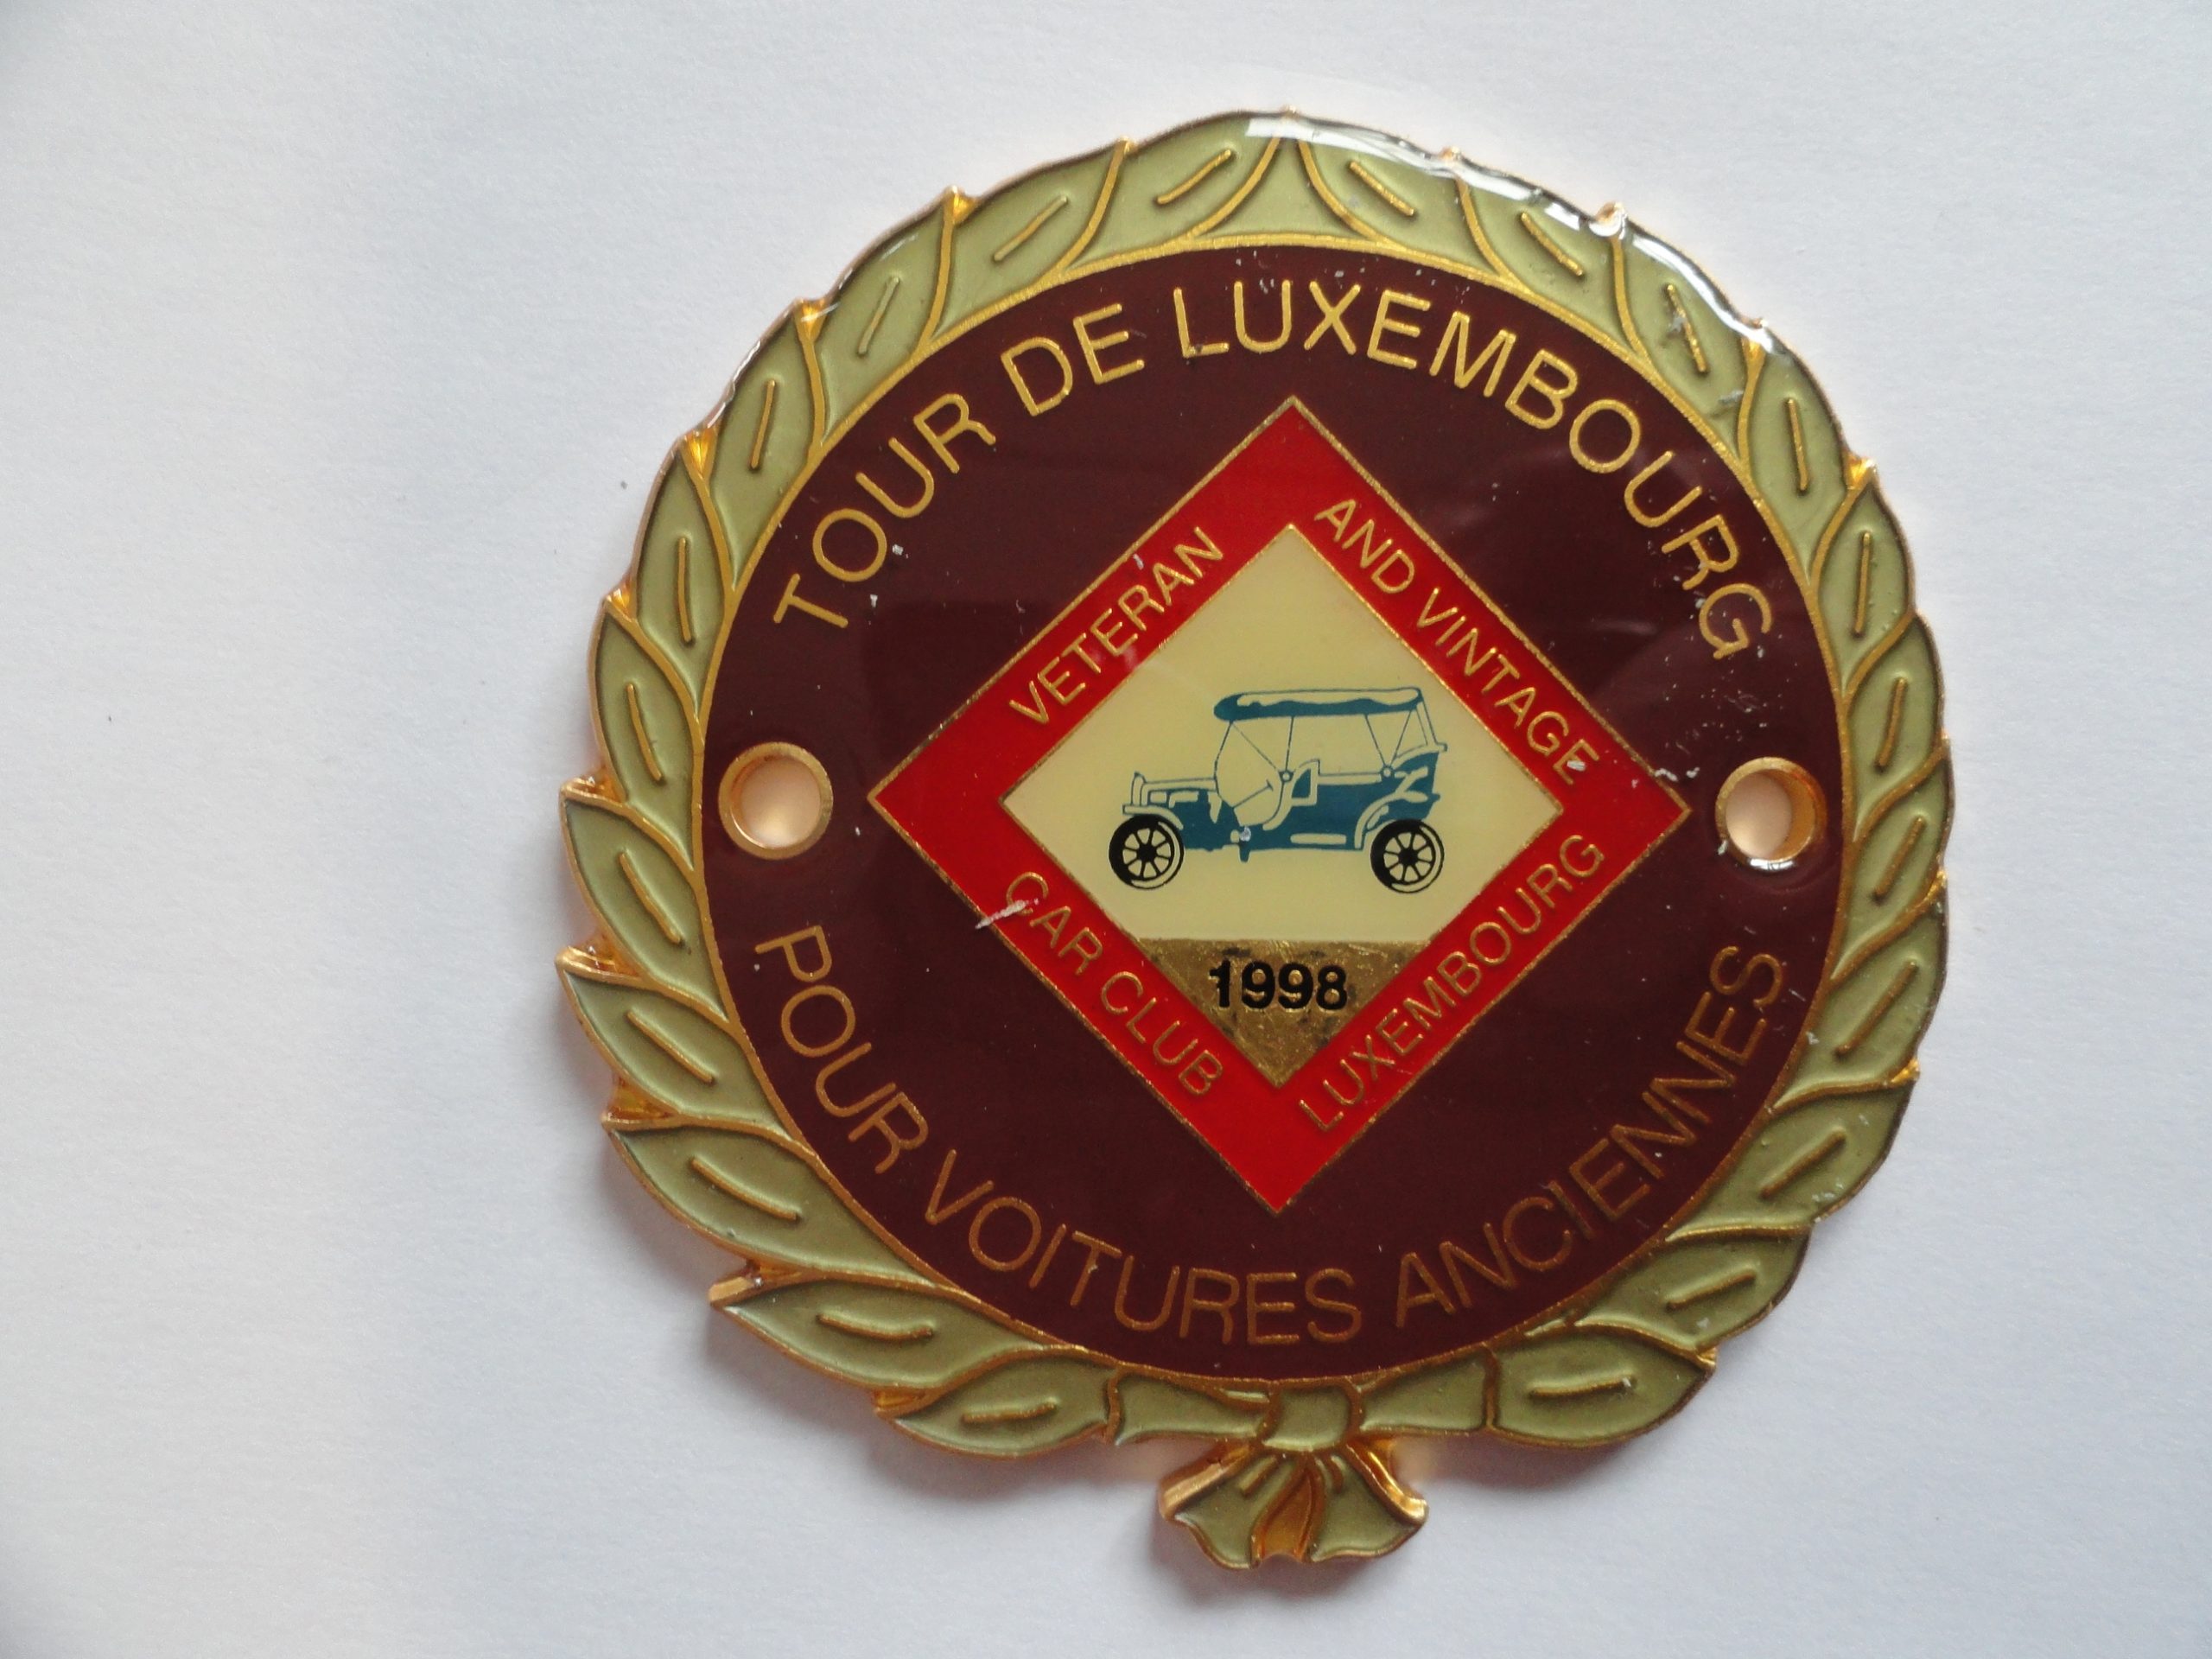 TOUR DE LUXEMBOURG
VETERAN
AND VINTAGE
CAR CLUB
LUXEMBOURG
1998
POUR VOITURES ANCIENNES